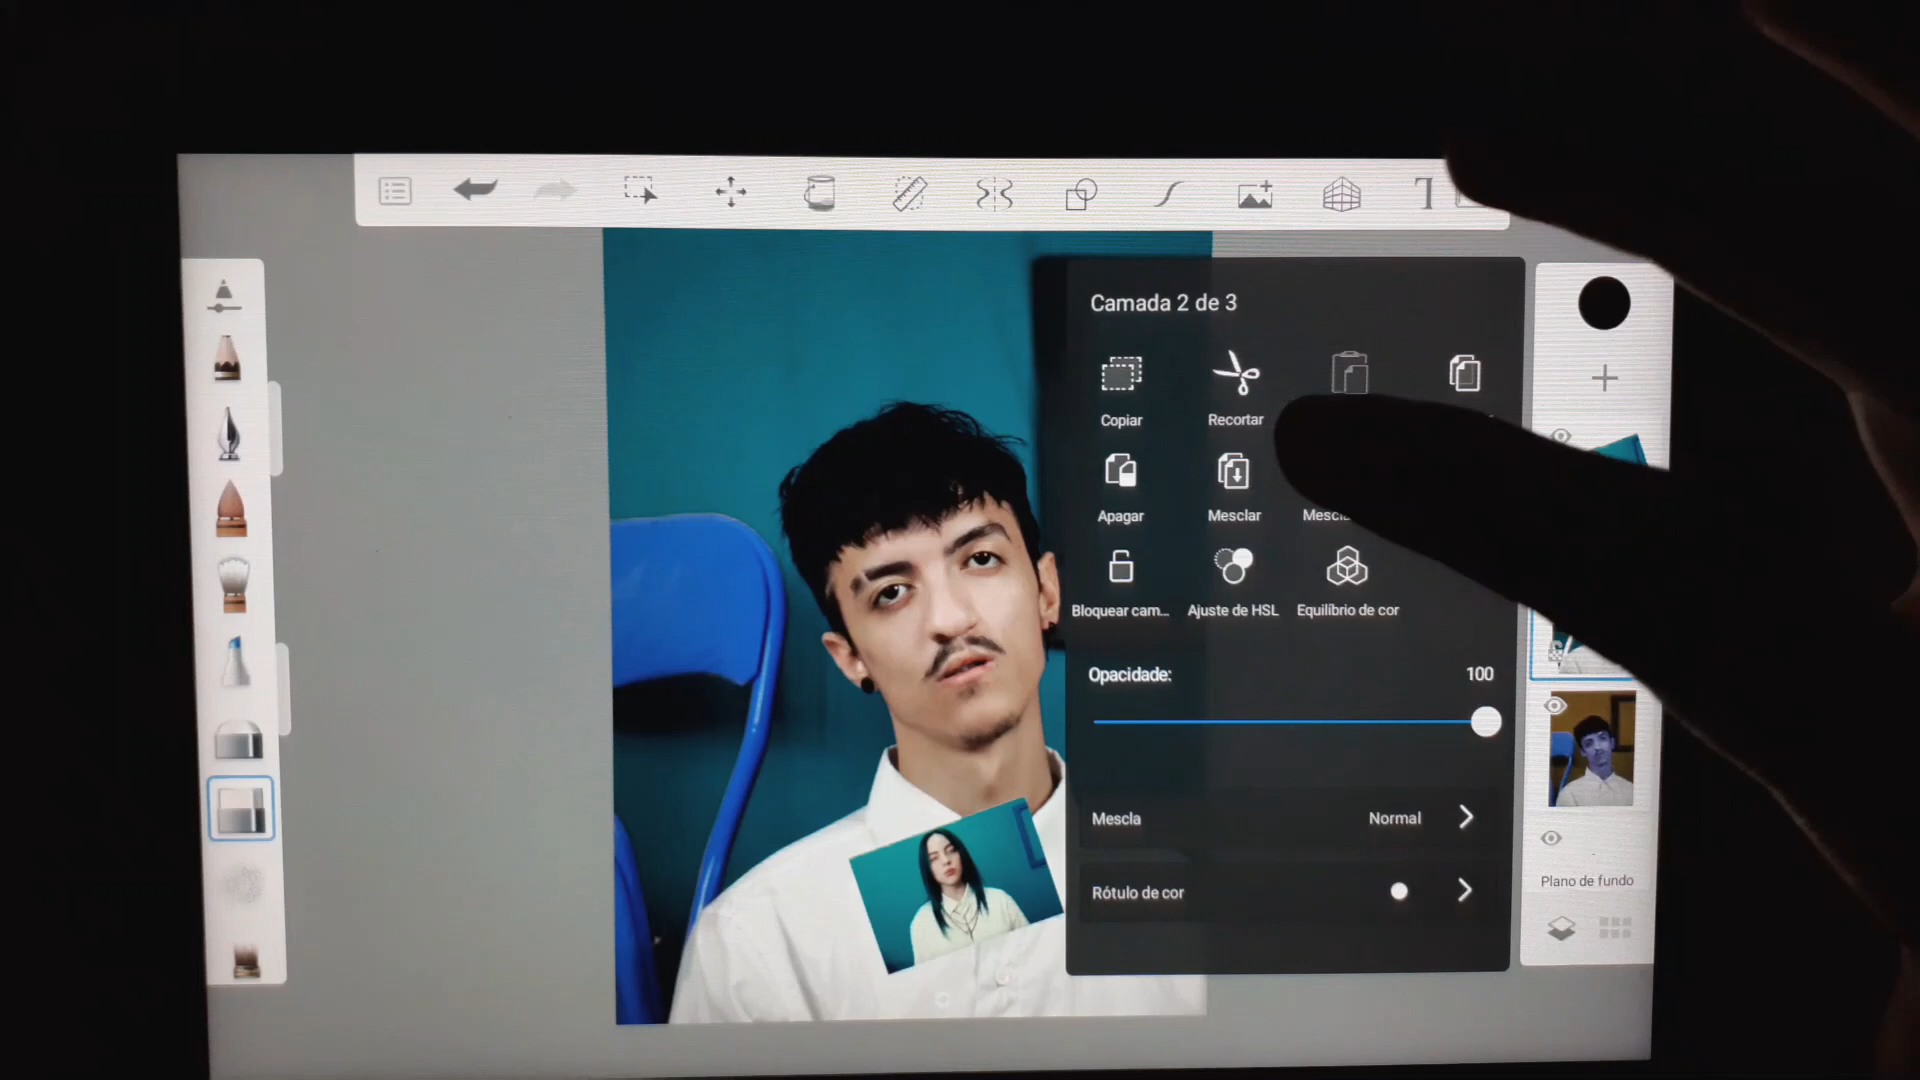 T
Camada 2 de 3
Copiar
Recortar
Apagar
Mesclar
Bloquear cam...
Ajuste de HSL
Equilíbrio de cor
Opacidade:
100
Mescla
Normal
Rótulo de cor
Plano de fundo